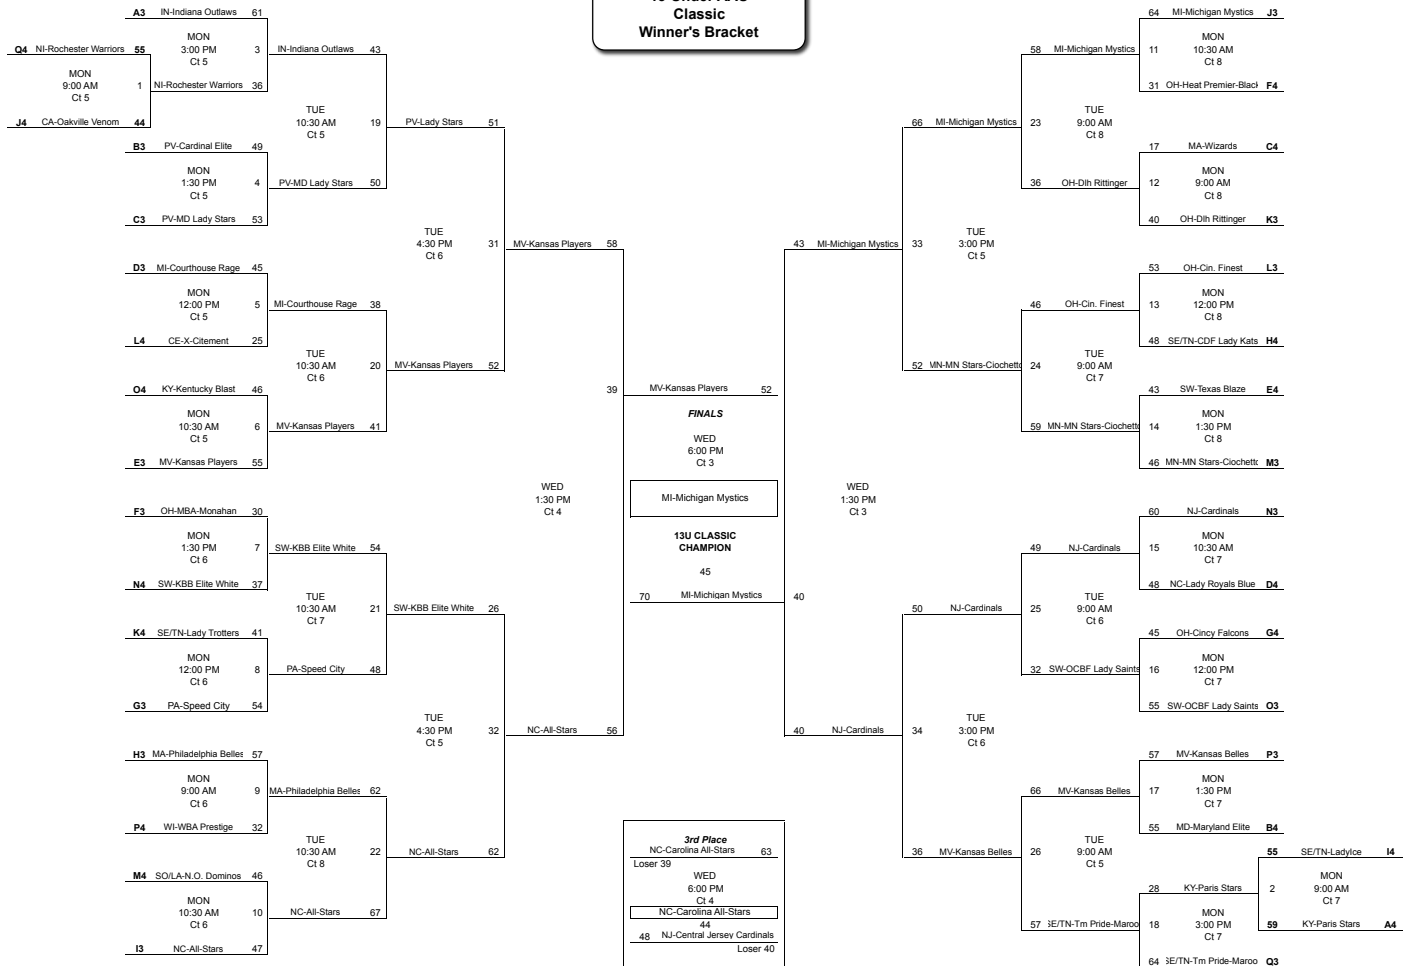 Classic
Winner's Bracket
A3 IN-Indiana Outlaws 61
MON
3:00 PM 3
Ct 5
Q4 NI-Rochester Warriors 55
MON
9:00 AM 1
Ct 5
J4 CA-Oakville Venom 44
NI-Rochester Warriors 36
IN-Indiana Outlaws 43
TUE
10:30 AM 19
Ct 5
B3 PV-Cardinal Elite 49
MON
1:30 PM 4
Ct 5
C3 PV-MD Lady Stars 53
PV-MD Lady Stars 50
PV-Lady Stars 51
TUE
4:30 PM 31
Ct 6
D3 MI-Courthouse Rage 45
MON
12:00 PM 5
Ct 5
L4 CE-X-Citement 25
MI-Courthouse Rage 38
TUE
10:30 AM 20
Ct 6
O4 KY-Kentucky Blast 46
MON
10:30 AM 6
Ct 5
E3 MV-Kansas Players 55
MV-Kansas Players 41
MV-Kansas Players 52
MV-Kansas Players 58
WED
1:30 PM
Ct 4
39
F3 OH-MBA-Monahan 30
MON
1:30 PM 7
Ct 6
N4 SW-KBB Elite White 37
SW-KBB Elite White 54
TUE
10:30 AM 21
Ct 7
K4 SE/TN-Lady Trotters 41
MON
12:00 PM 8
Ct 6
G3 PA-Speed City 54
PA-Speed City 48
SW-KBB Elite White 26
TUE
4:30 PM 32
Ct 5
H3 MA-Philadelphia Belles 57
MON
9:00 AM 9
Ct 6
P4 WI-WBA Prestige 32
MA-Philadelphia Belles 62
TUE
10:30 AM 22
Ct 8
M4 SO/LA-N.O. Dominos 46
MON
10:30 AM 10
Ct 6
I3 NC-All-Stars 47
NC-All-Stars 67
NC-All-Stars 62
NC-All-Stars 56
MV-Kansas Players 52
FINALS
WED
6:00 PM
Ct 3
MI-Michigan Mystics
13U CLASSIC
CHAMPION
45
70 MI-Michigan Mystics
40
3rd Place
NC-Carolina All-Stars 63
Loser 39
WED
6:00 PM
Ct 4
NC-Carolina All-Stars
44
48 NJ-Central Jersey Cardinals
Loser 40
64 MI-Michigan Mystics J3
MON
11 10:30 AM
Ct 8
31 OH-Heat Premier-Black F4
58 MI-Michigan Mystics
TUE
23 9:00 AM
Ct 8
17 MA-Wizards C4
MON
12 9:00 AM
Ct 8
40 OH-Dlh Rittinger K3
36 OH-Dlh Rittinger
66 MI-Michigan Mystics
TUE
33 3:00 PM
Ct 5
53 OH-Cin. Finest L3
MON
13 12:00 PM
Ct 8
48 SE/TN-CDF Lady Kats H4
46 OH-Cin. Finest
TUE
24 9:00 AM
Ct 7
43 SW-Texas Blaze E4
MON
14 1:30 PM
Ct 8
46 MN-MN Stars-Ciochetto M3
59 MN-MN Stars-Ciochetto
52 MN-MN Stars-Ciochetto
43 MI-Michigan Mystics
WED
1:30 PM
Ct 3
60 NJ-Cardinals N3
MON
15 10:30 AM
Ct 7
48 NC-Lady Royals Blue D4
49 NJ-Cardinals
TUE
25 9:00 AM
Ct 6
45 OH-Cincy Falcons G4
MON
16 12:00 PM
Ct 7
55 SW-OCBF Lady Saints O3
32 SW-OCBF Lady Saints
50 NJ-Cardinals
TUE
34 3:00 PM
Ct 6
40 NJ-Cardinals
57 MV-Kansas Belles P3
MON
17 1:30 PM
Ct 7
55 MD-Maryland Elite B4
66 MV-Kansas Belles
TUE
26 9:00 AM
Ct 5
36 MV-Kansas Belles
55 SE/TN-LadyIce I4
MON
2 9:00 AM
Ct 7
59 KY-Paris Stars A4
28 KY-Paris Stars
MON
18 3:00 PM
Ct 7
57 SE/TN-Tm Pride-Maroo
64 SE/TN-Tm Pride-Maroo Q3